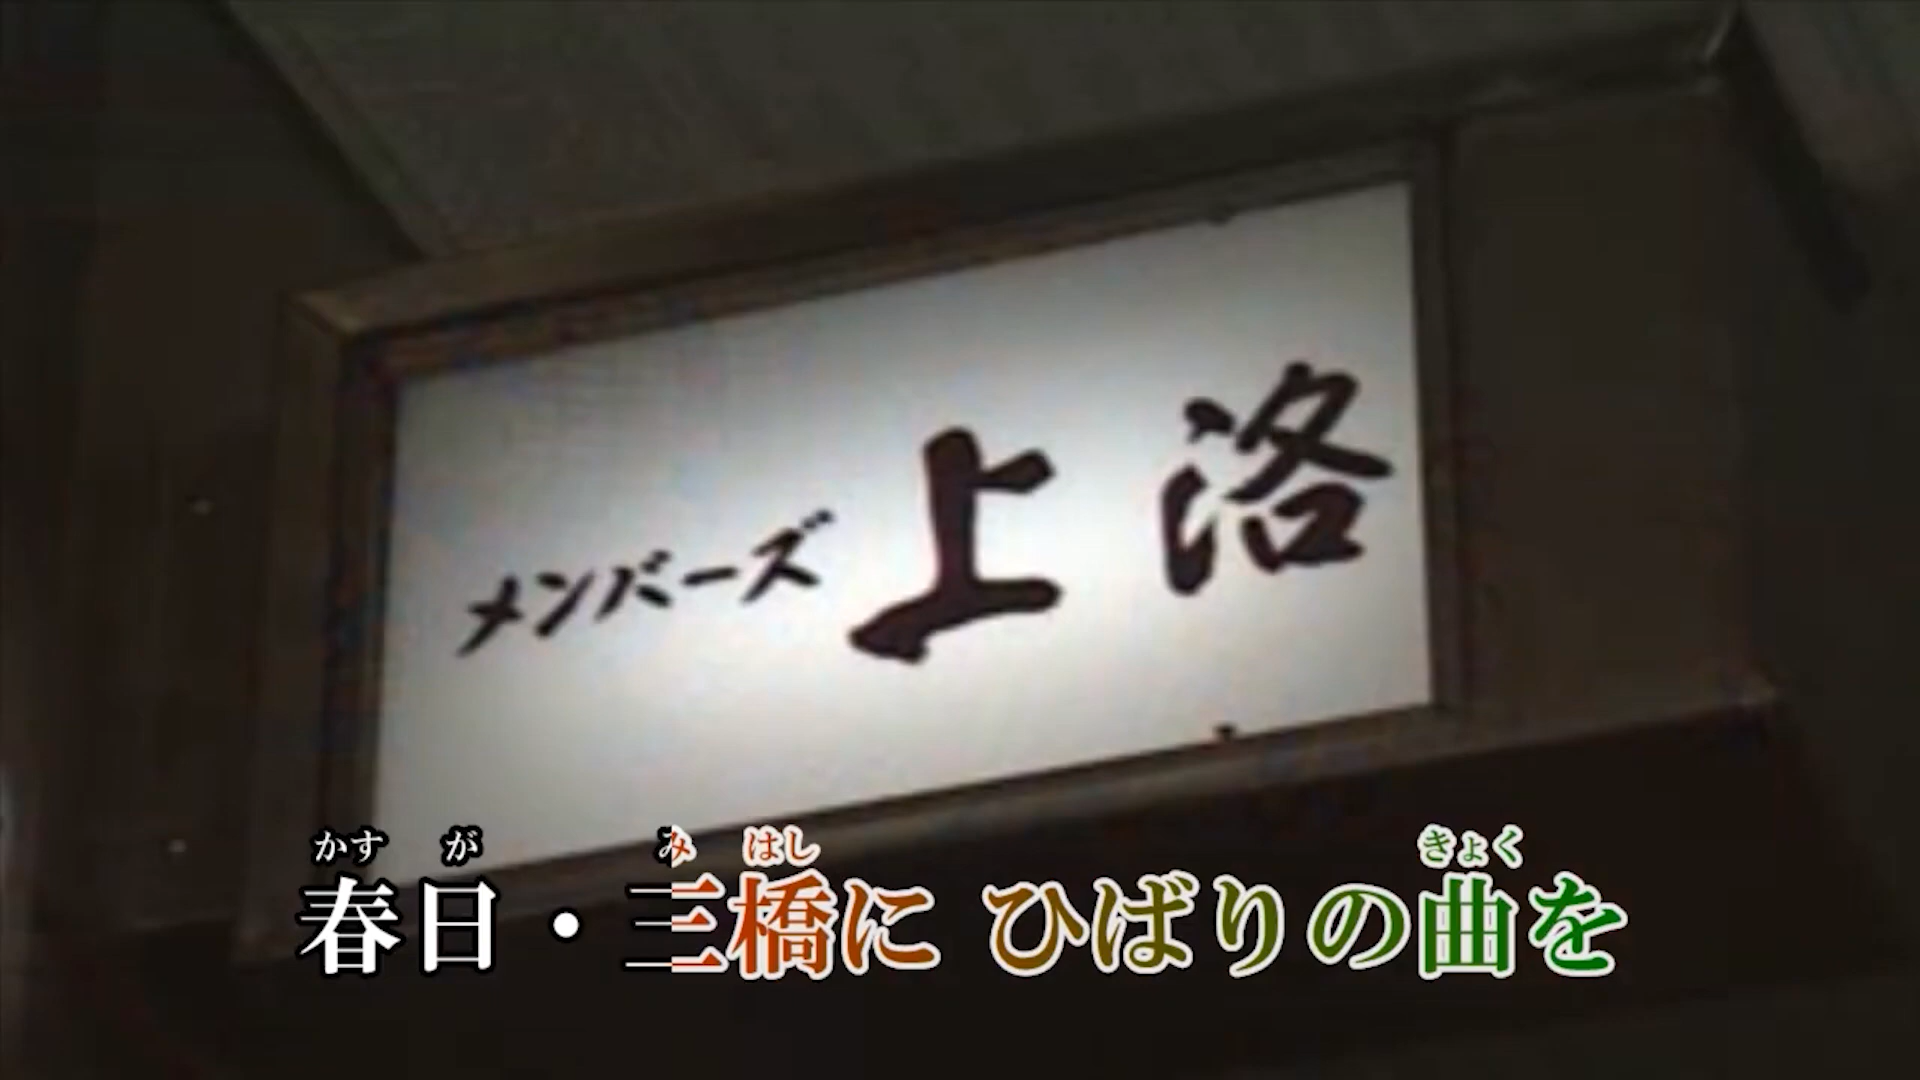 メンバーズ 上洛
かすが みはし きょく
春日・三橋に ひばりの曲を